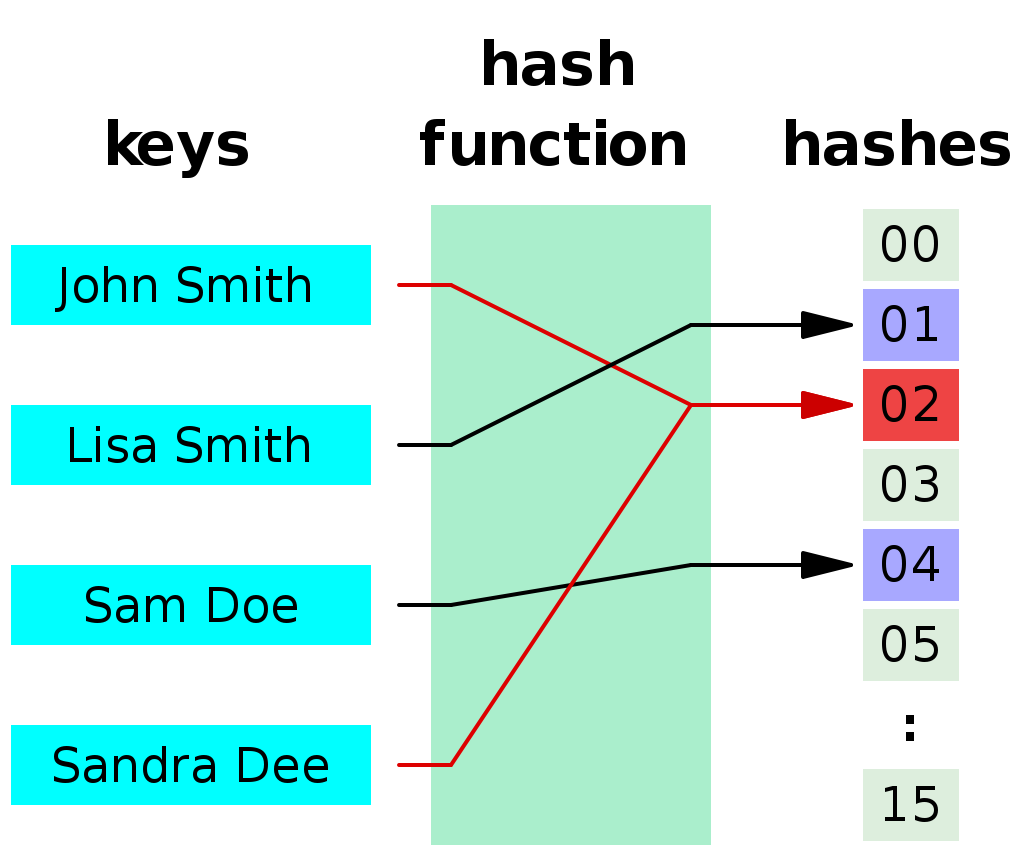 keys
hash
function
hashes
John Smith
Lisa Smith
Sam Doe
Sandra Dee
00
01
02
03
04
05
:
15